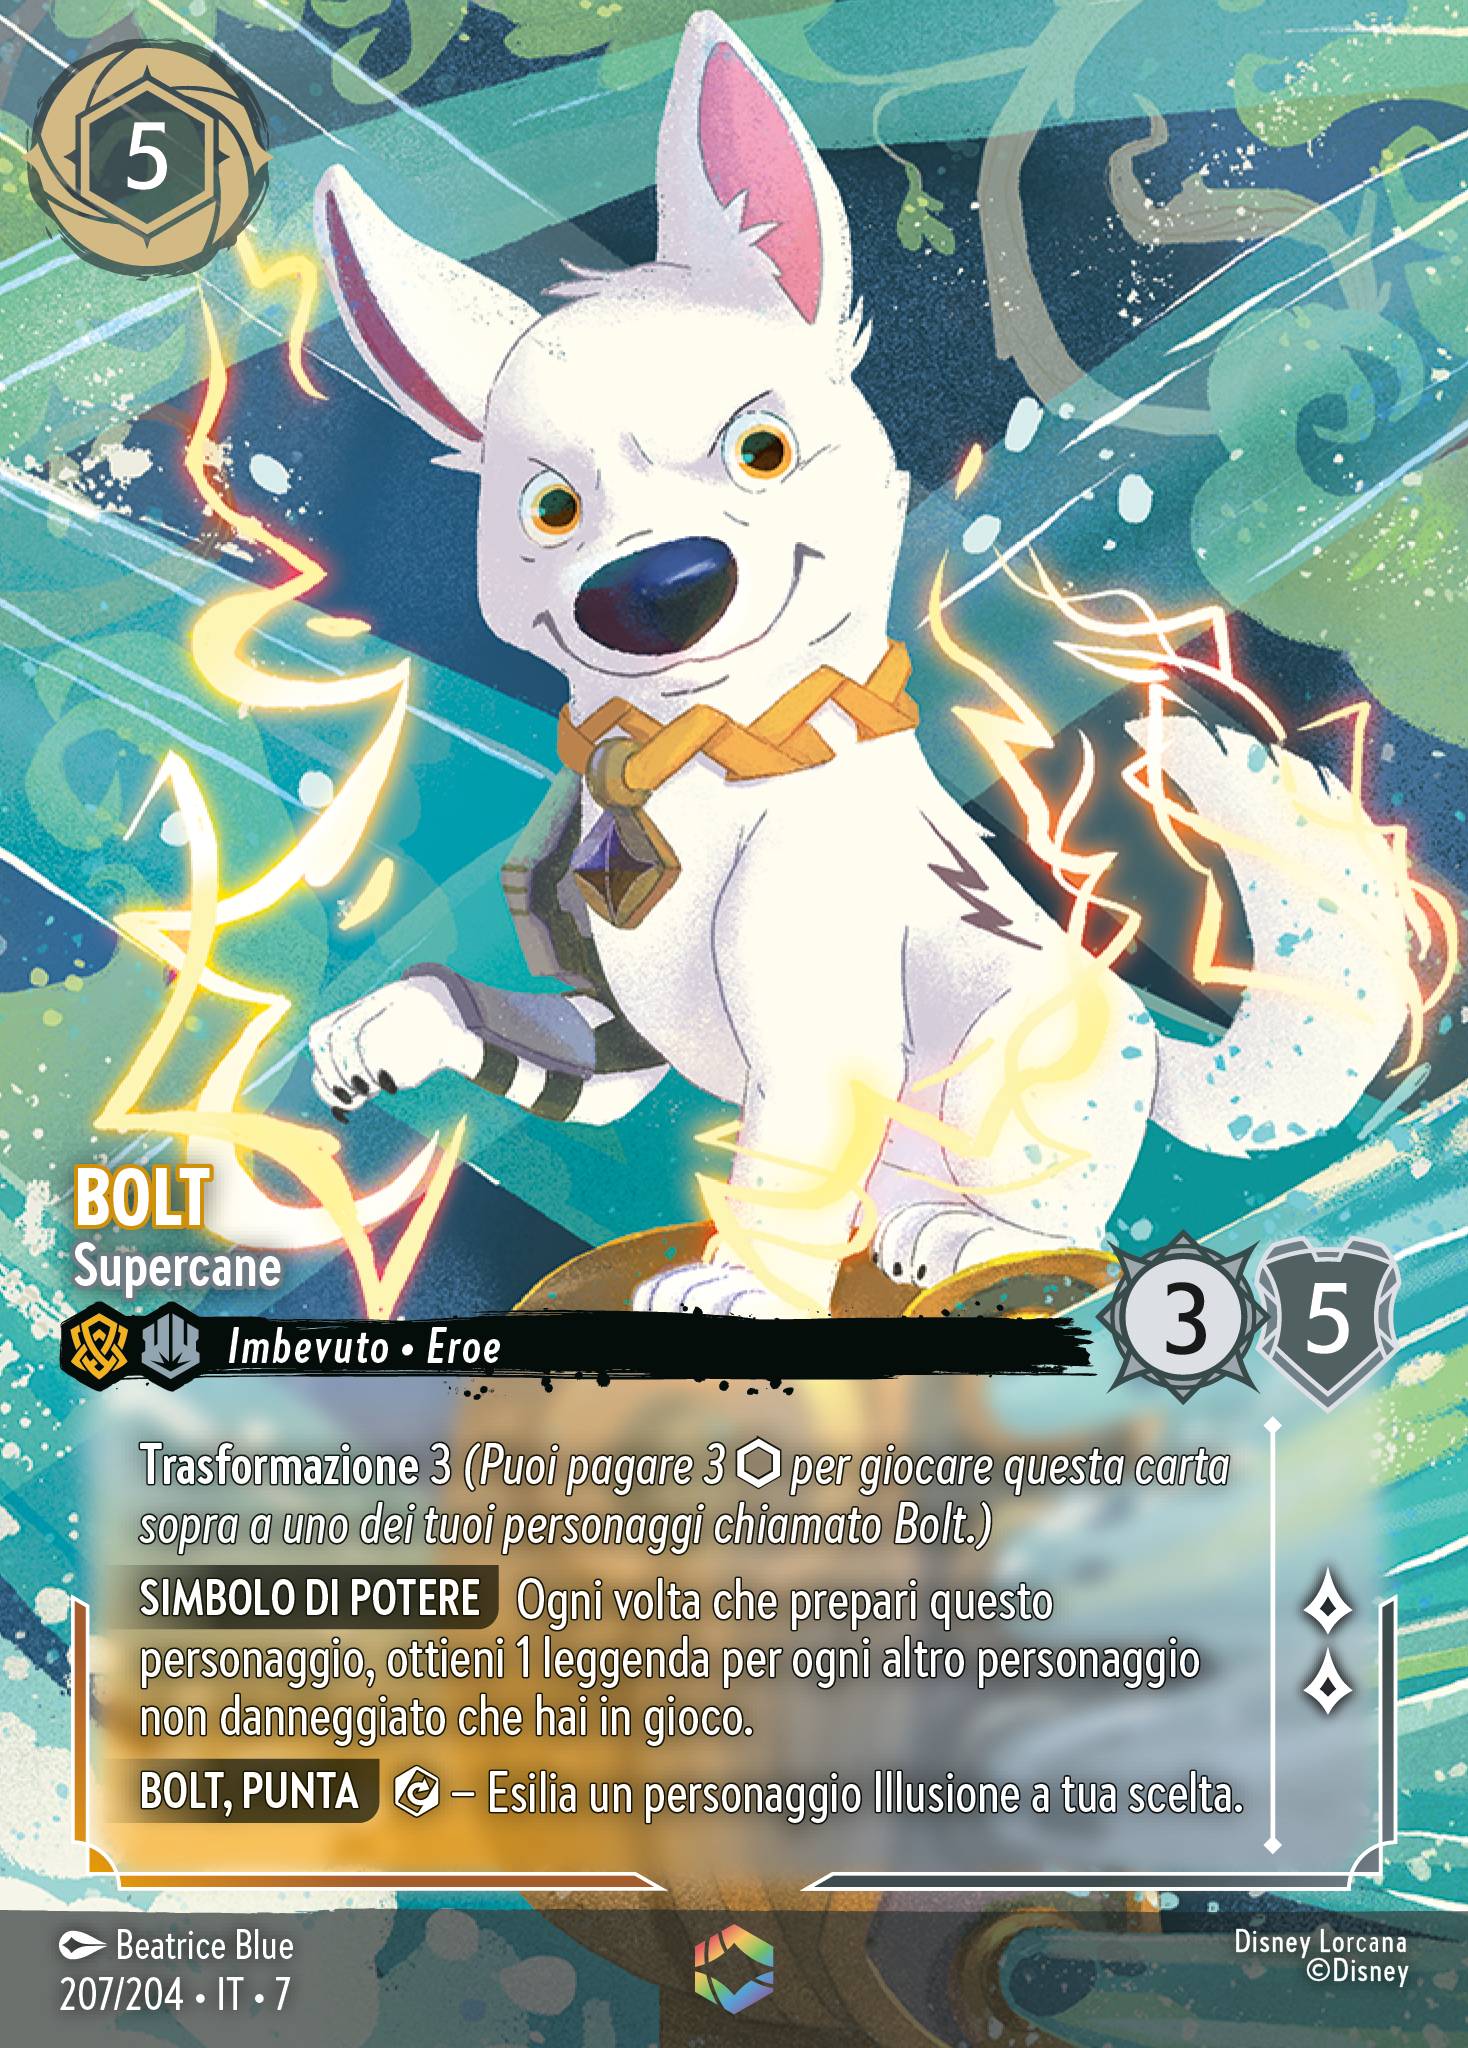 5
BOLT
Supercane
Imbevuto • Eroe
3
5
Trasformazione 3 (Puoi pagare 3 ⬡ per giocare questa carta
sopra a uno dei tuoi personaggi chiamato Bolt.)
SIMBOLO DI POTERE Ogni volta che prepari questo
personaggio, ottieni 1 leggenda per ogni altro personaggio
non danneggiato che hai in gioco.
BOLT, PUNTA – Esilia un personaggio Illusione a tua scelta.
Beatrice Blue
207/204 • IT • 7
Disney Lorcana
©Disney